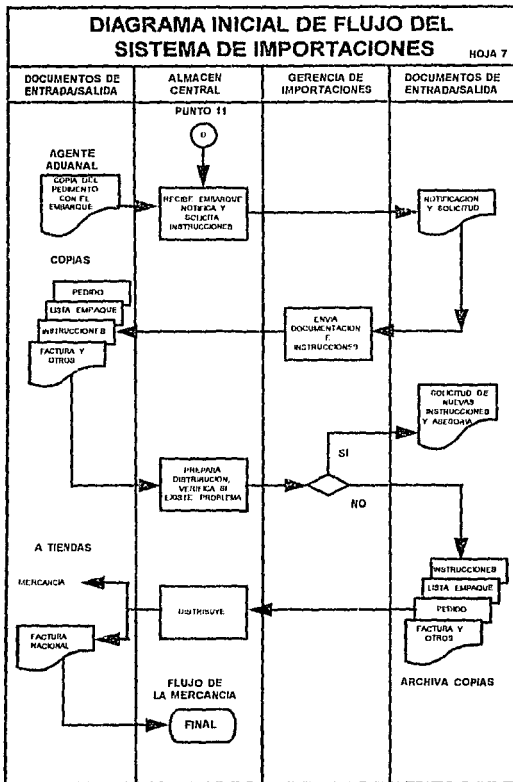 DIAGRAMA INICIAL DE FLUJO DEL
SISTEMA DE IMPORTACIONES
HOJA 7
DOCUMENTOS DE
ENTRADA/SALIDA
ALMACEN
CENTRAL
GERENCIA DE
IMPORTACIONES
DOCUMENTOS DE
ENTRADA/SALIDA
PUNTO 11
0
AGENTE
ADUANAL
COPIA DEL
PEDIMENTO
CON EL
EMBARQUE
RECIBE EMBARQUE
NOTIFICA Y
SOLICITA
INSTRUCCIONES
NOTIFICACION
Y SOLICITUD
COPIAS
PEDIDO
LISTA EMPAQUE
INSTRUCCIONES
FACTURA Y
OTROS
ENVIA
DOCUMENTACION
E
INSTRUCCIONES
SOLICITUD DE
NUEVAS
INSTRUCCIONES
Y ASESORIA
SI
PREPARA
DISTRIBUCION,
VERIFICA SI
EXISTE PROBLEMA
NO
A TIENDAS
MERCANCIA
FACTURA
NACIONAL
DISTRIBUYE
INSTRUCCIONES
LISTA EMPAQUE
PEDIDO
FACTURA Y
OTROS
ARCHIVA COPIAS
FLUJO DE
LA MERCANCIA
FINAL